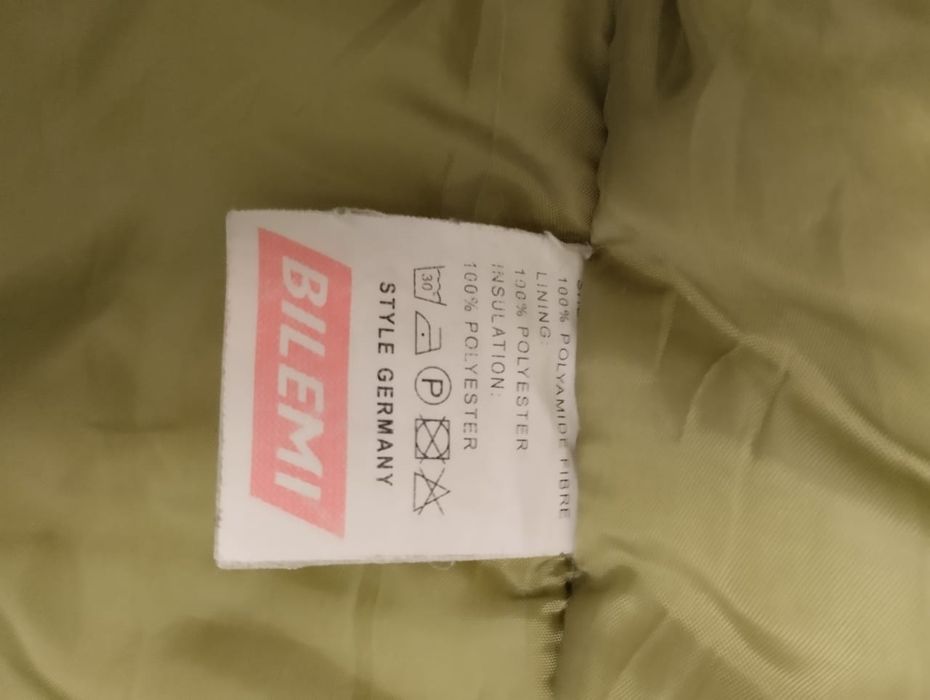 100% POLYAMIDE FIBRE
LINING:
100% POLYESTER
INSULATION:
100% POLYESTER
30 P
STYLE GERMANY
BILEMI